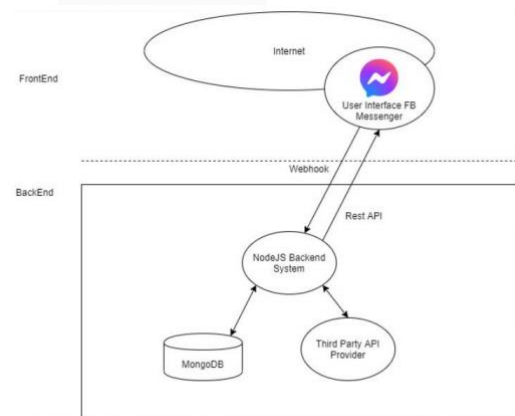 Internet
FrontEnd
User Interface FB
Messenger
Webhook
BackEnd
Rest API
NodeJS Backend
System
Third Party API
Provider
MongoDB